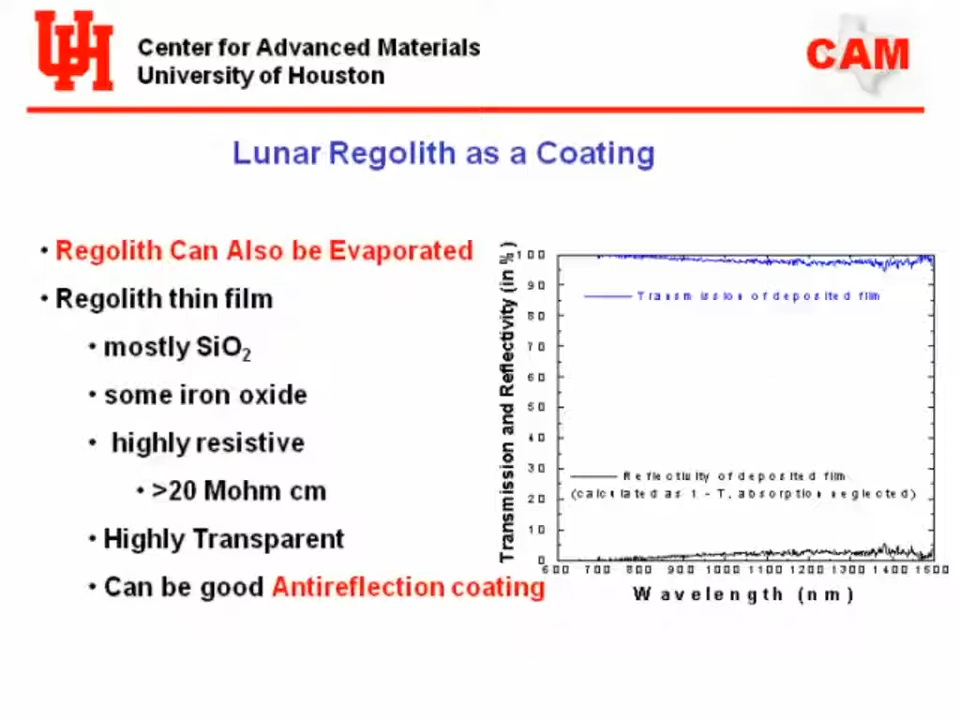 UH
Center for Advanced Materials
University of Houston
CAM
Lunar Regolith as a Coating
• Regolith Can Also be Evaporated
• Regolith thin film
• mostly SiO2
• some iron oxide
• highly resistive
• >20 Mohm cm
• Highly Transparent
• Can be good Antireflection coating
Transmission and Reflectivity (in %)
100
90
80
70
60
50
40
30
20
10
0
Transmission of deposited film
Reflectivity of deposited film
(calculated as 1 - T, absorption neglected)
600 700 800 900 1000 1100 1200 1300 1400 1500
Wavelength (nm)